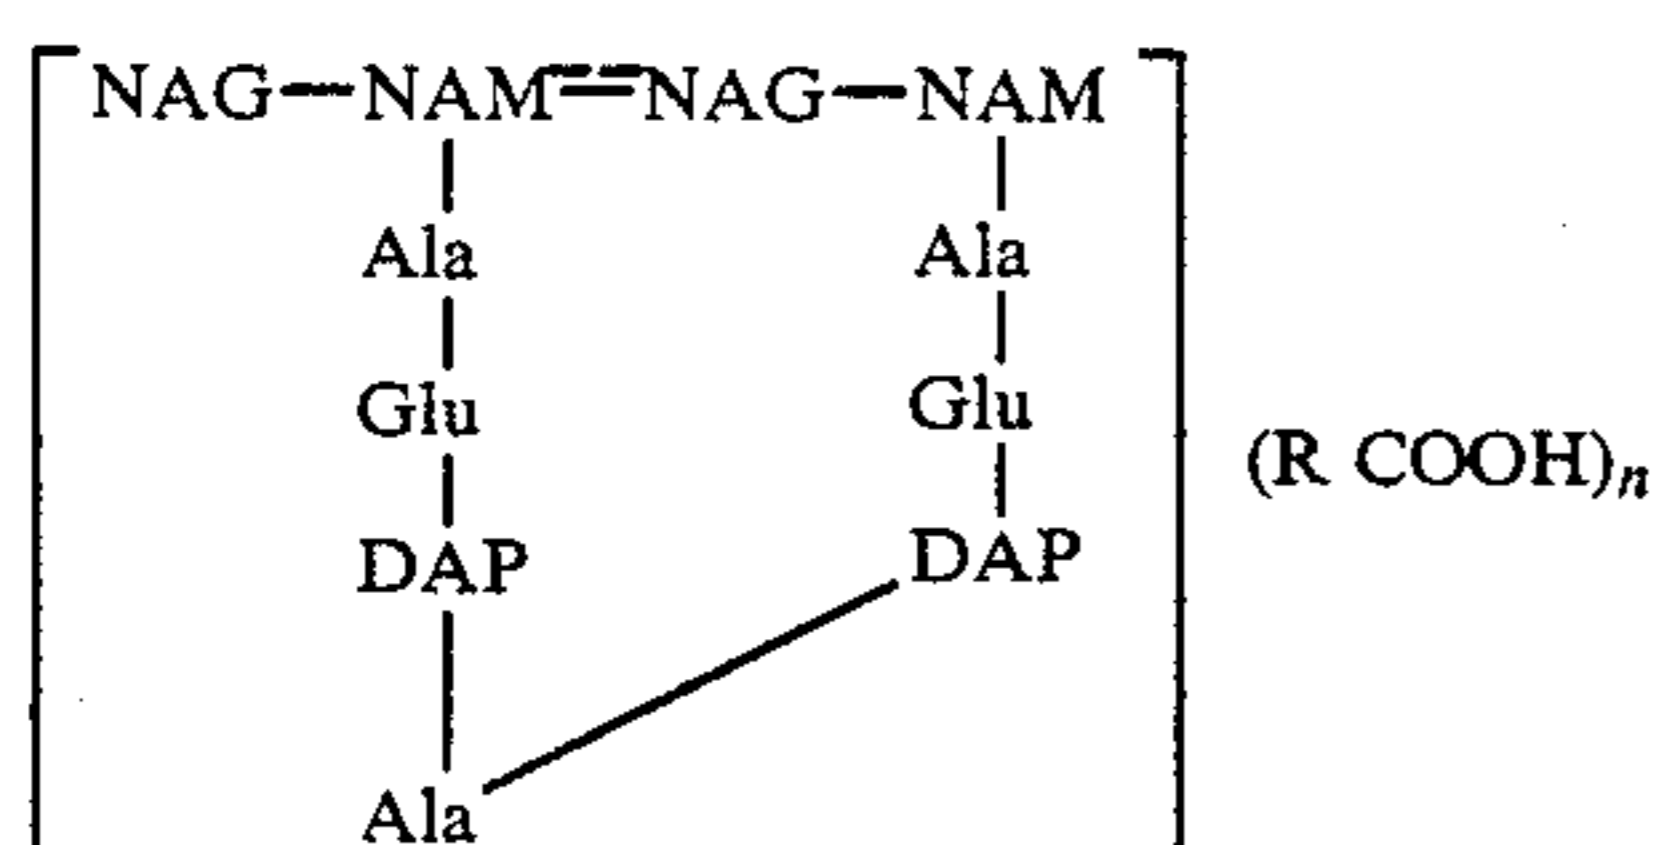 NAG—NAM==NAG—NAM
Ala Ala
Glu Glu (R COOH)n
DAP DAP
Ala